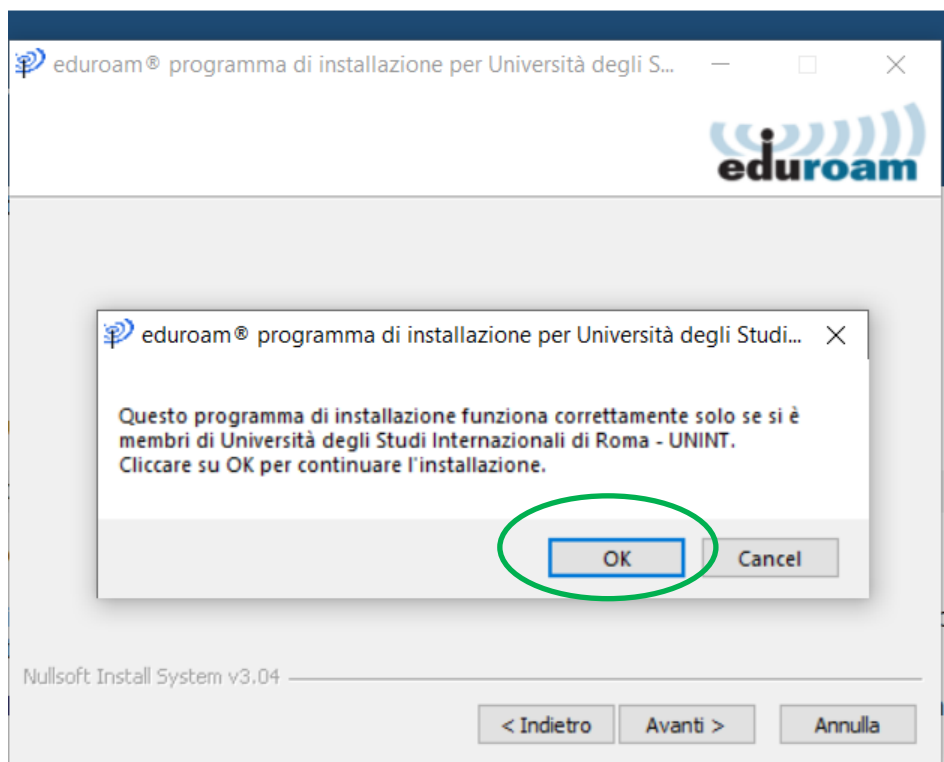 eduroam® programma di installazione per Università degli S...
eduroam
eduroam® programma di installazione per Università degli Studi...
Questo programma di installazione funziona correttamente solo se si è
membri di Università degli Studi Internazionali di Roma - UNINT.
Cliccare su OK per continuare l'installazione.
OK
Cancel
Nullsoft Install System v3.04
< Indietro
Avanti >
Annulla